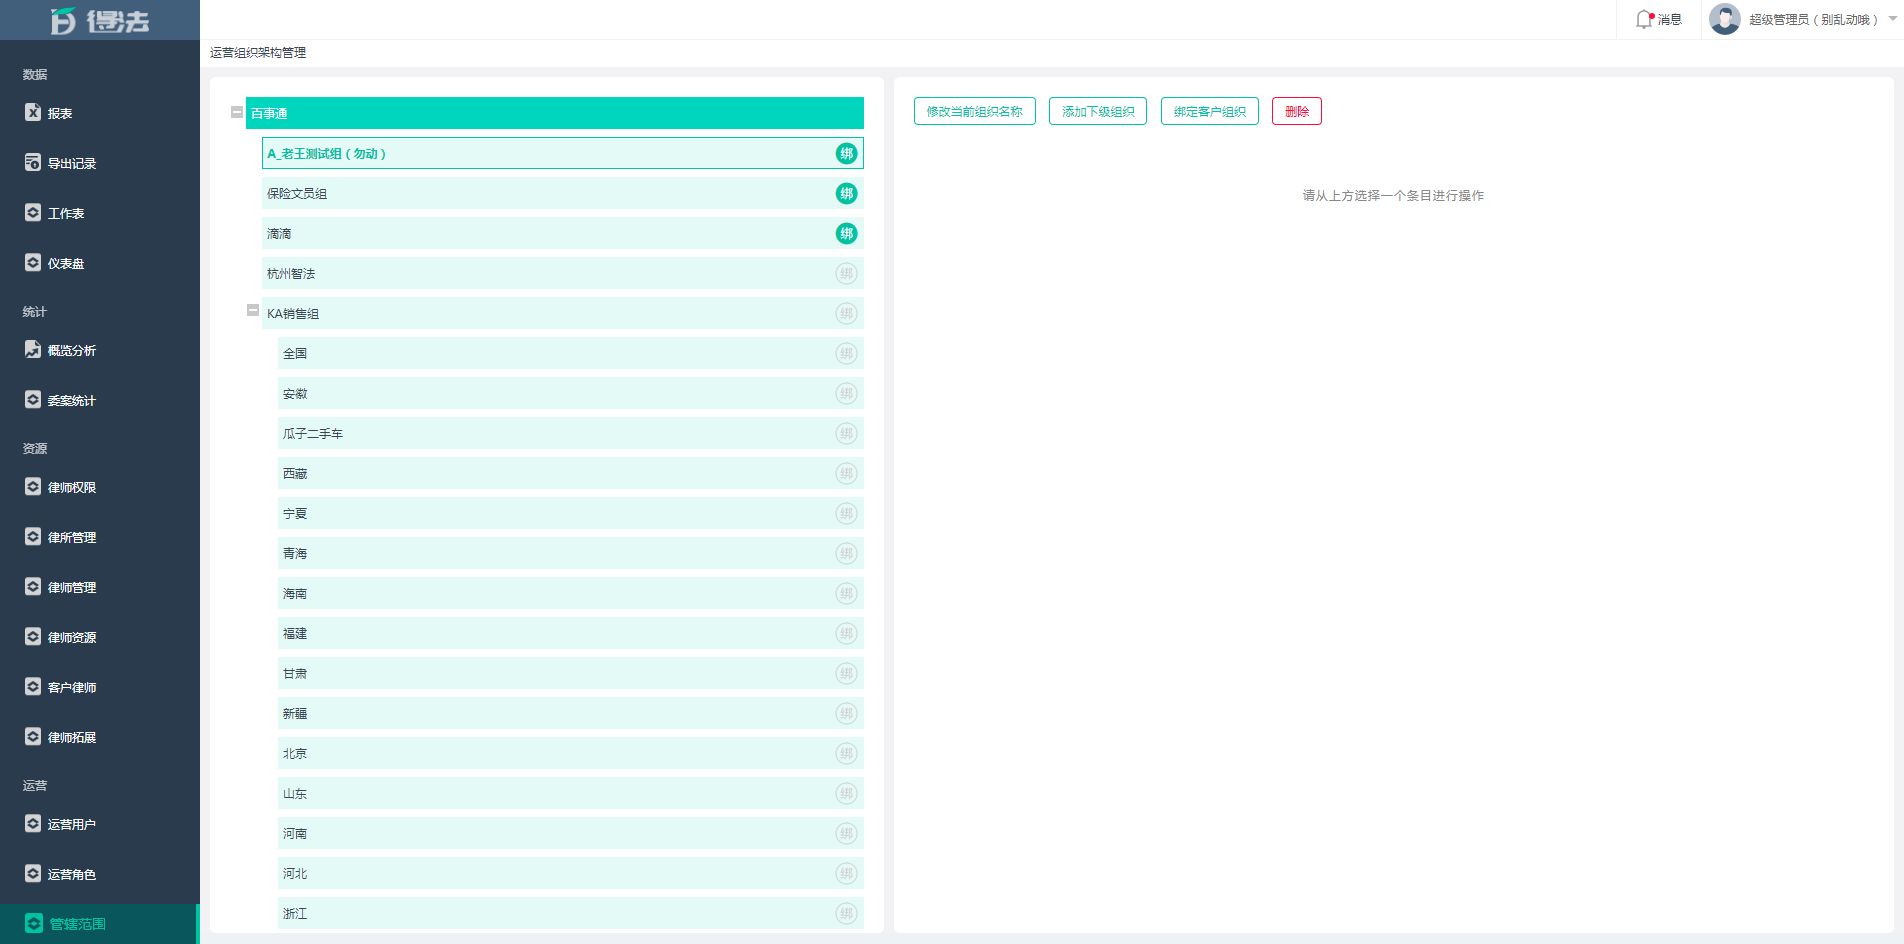 得法
消息
超级管理员（别乱动哦）
运营组织架构管理
数据
报表
导出记录
工作表
仪表盘
统计
概览分析
委案统计
资源
律师权限
律所管理
律师管理
律师资源
客户律师
律师拓展
运营
运营用户
运营角色
管辖范围
百事通
A_老王测试组（勿动） 绑
保险文员组 绑
滴滴 绑
杭州智法 绑
KA销售组 绑
全国 绑
安徽 绑
瓜子二手车 绑
西藏 绑
宁夏 绑
青海 绑
海南 绑
福建 绑
甘肃 绑
新疆 绑
北京 绑
山东 绑
河南 绑
河北 绑
浙江 绑
修改当前组织名称 添加下级组织 绑定客户组织 删除
请从上方选择一个条目进行操作